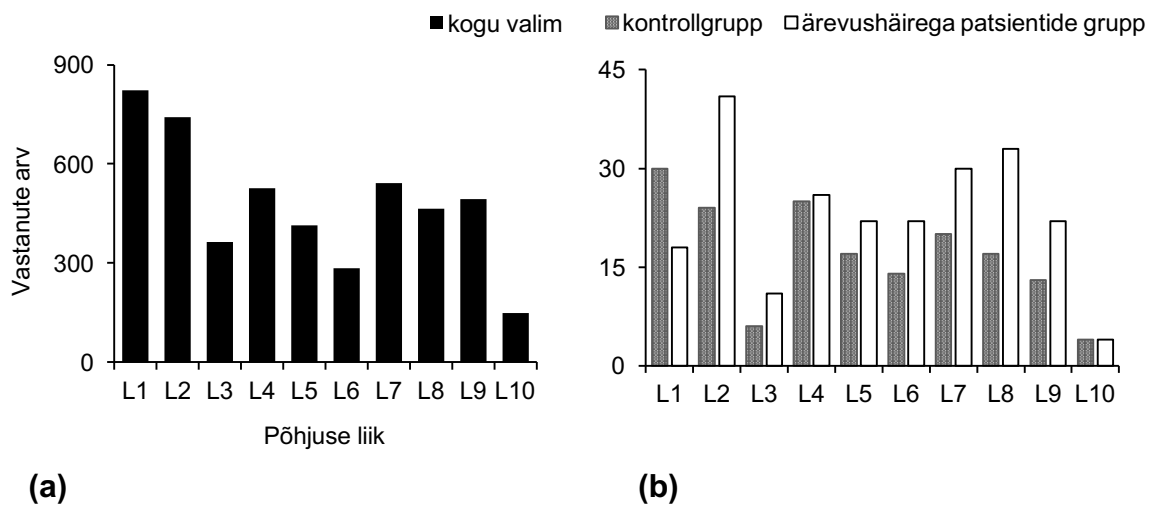 kogu valim kontrollgrupp ärevushäirega patsientide grupp
900
600
300
0
Vastanute arv
L1 L2 L3 L4 L5 L6 L7 L8 L9 L10
Põhjuse liik
(a)
45
30
15
0
L1 L2 L3 L4 L5 L6 L7 L8 L9 L10
(b)